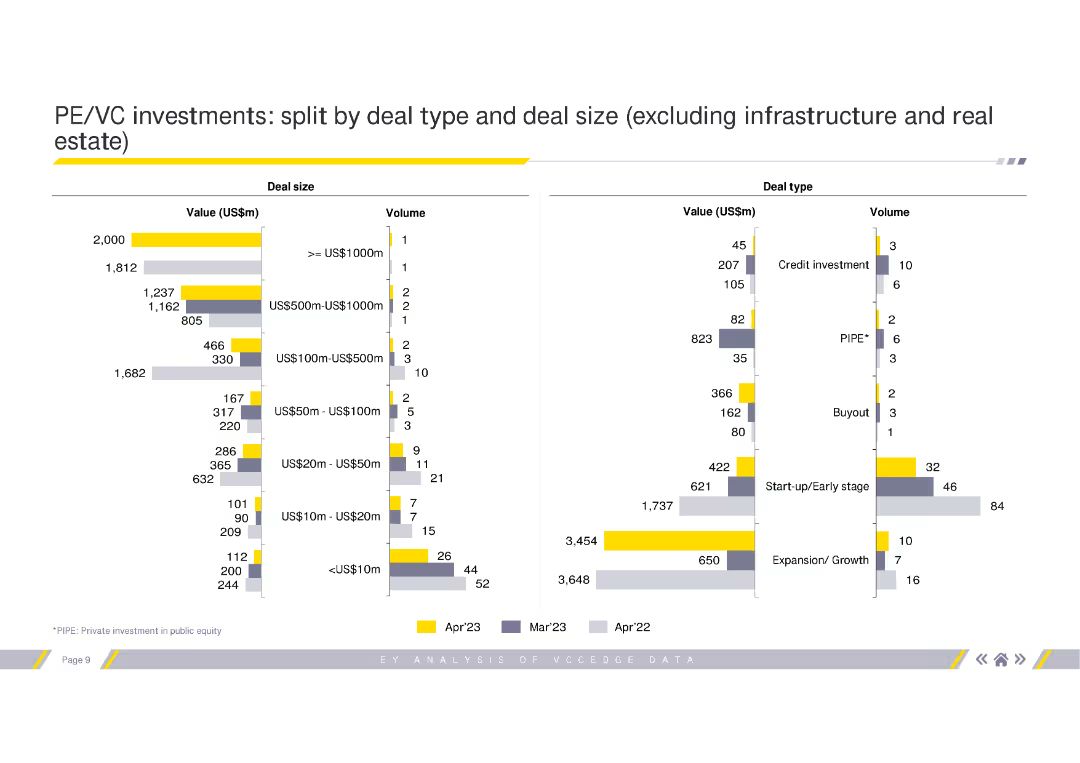 PE/VC investments: split by deal type and deal size (excluding infrastructure and real
estate)
Deal size
Value (US$m)
Volume
2,000
1,812
>= US$1000m
1
1
1,237
1,162
805
US$500m-US$1000m
2
2
1
466
330
1,682
US$100m-US$500m
2
3
10
167
317
220
US$50m - US$100m
2
5
3
286
365
632
US$20m - US$50m
9
11
21
101
90
209
US$10m - US$20m
7
7
15
112
200
244
<US$10m
26
44
52
Deal type
Value (US$m)
Volume
45
207
105
Credit investment
3
10
6
82
823
35
PIPE*
2
6
3
366
162
80
Buyout
2
3
1
422
621
1,737
Start-up/Early stage
32
46
84
3,454
650
3,648
Expansion/ Growth
10
7
16
Apr'23
Mar'23
Apr'22
*PIPE: Private investment in public equity
Page 9
EY ANALYSIS OF VCCEDGE DATA